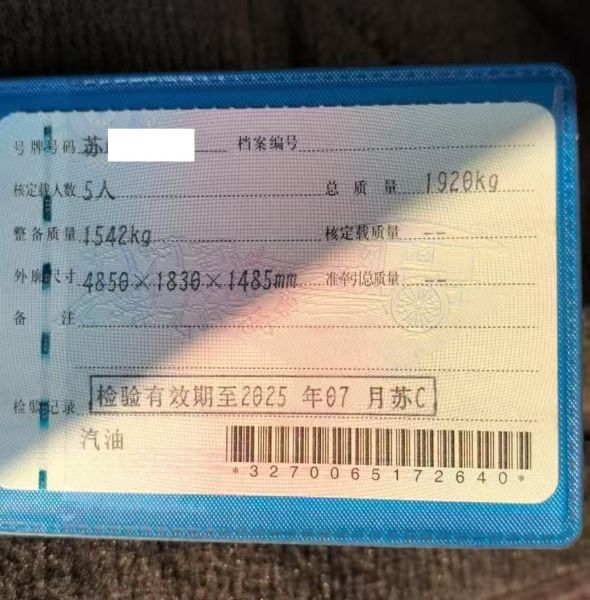 号牌号码 苏 档案编号
核定载人数 5人 总质量 1920kg
整备质量 1542kg 核定载质量 --
外廓尺寸 4850×1830×1485mm 准牵引总质量 --
备注
检验记录 检验有效期至2025 年07 月苏C
汽油
*3270065172640*